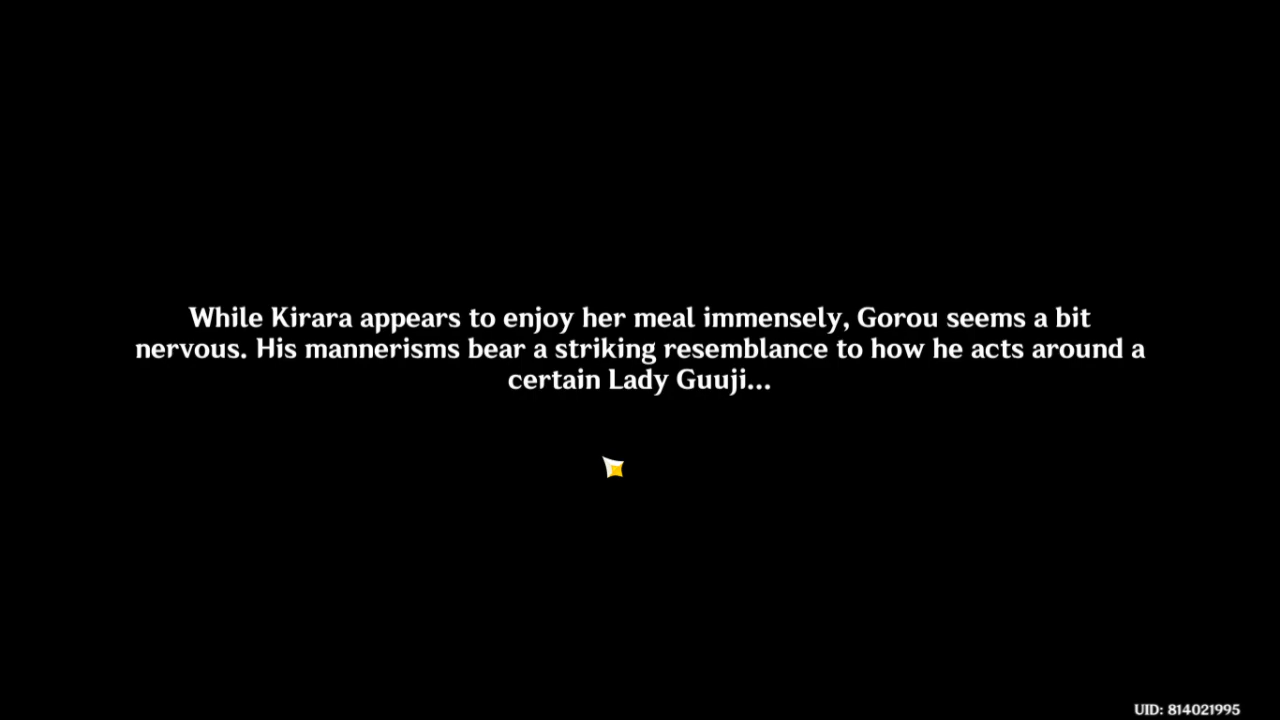 While Kirara appears to enjoy her meal immensely, Gorou seems a bit
nervous. His mannerisms bear a striking resemblance to how he acts around a
certain Lady Guuji...
UID: 814021995